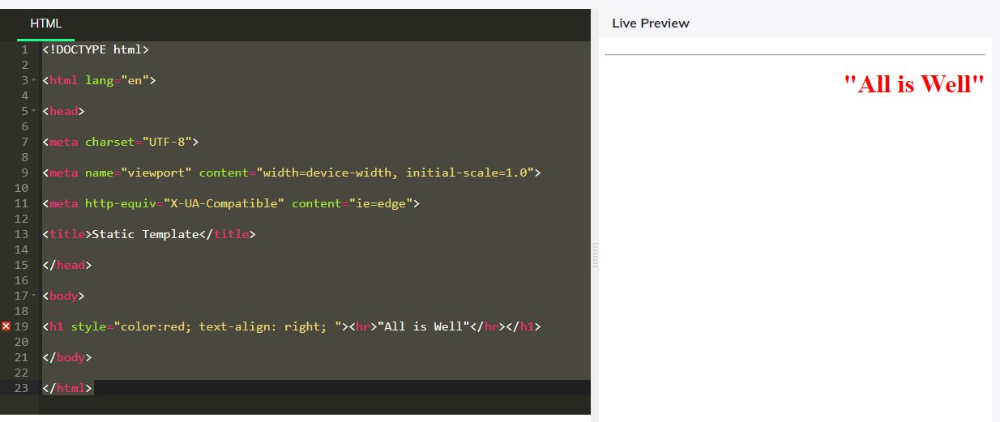 HTML
Live Preview
1 <!DOCTYPE html>
2
3 <html lang="en">
4
5 <head>
6
7 <meta charset="UTF-8">
8
9 <meta name="viewport" content="width=device-width, initial-scale=1.0">
10
11 <meta http-equiv="X-UA-Compatible" content="ie=edge">
12
13 <title>Static Template</title>
14
15 </head>
16
17 <body>
18
19 <h1 style="color:red; text-align: right; "><hr>"All is Well"</hr></h1>
20
21 </body>
22
23 </html>
"All is Well"